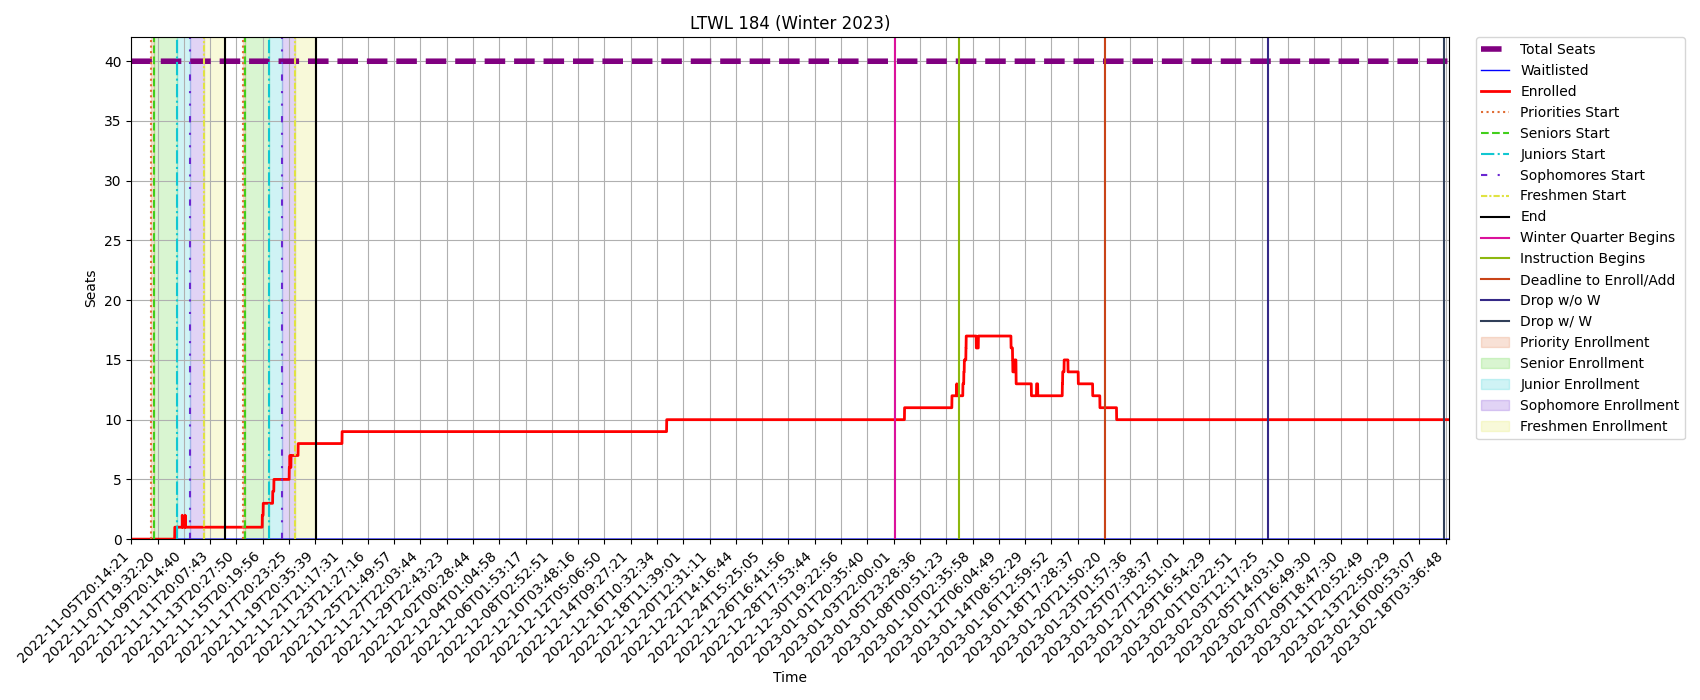 LTWL 184 (Winter 2023)
Seats
40
35
30
25
20
15
10
5
0
2022-11-05T20:14:21
2022-11-07T19:32:20
2022-11-09T20:14:40
2022-11-11T20:07:43
2022-11-13T20:27:50
2022-11-15T20:19:56
2022-11-17T20:23:25
2022-11-19T20:35:39
2022-11-21T21:17:31
2022-11-23T21:27:16
2022-11-25T21:49:57
2022-11-27T22:03:44
2022-11-29T22:43:23
2022-12-02T00:28:44
2022-12-04T01:04:58
2022-12-06T01:53:17
2022-12-08T02:52:51
2022-12-10T03:48:16
2022-12-12T05:06:50
2022-12-14T09:27:21
2022-12-16T10:32:34
2022-12-18T11:39:01
2022-12-20T12:31:11
2022-12-22T14:16:44
2022-12-24T15:25:05
2022-12-26T16:41:56
2022-12-28T17:53:44
2022-12-30T19:22:56
2023-01-01T20:35:40
2023-01-03T22:00:01
2023-01-05T23:28:36
2023-01-08T00:51:23
2023-01-10T02:35:58
2023-01-12T06:04:49
2023-01-14T08:52:29
2023-01-16T12:59:52
2023-01-18T17:28:37
2023-01-20T21:50:20
2023-01-23T01:57:36
2023-01-25T07:38:37
2023-01-27T12:51:01
2023-01-29T16:54:29
2023-02-01T10:22:51
2023-02-03T12:17:25
2023-02-05T14:03:10
2023-02-07T16:49:30
2023-02-09T18:47:30
2023-02-11T20:52:49
2023-02-13T22:50:29
2023-02-16T00:53:07
2023-02-18T03:36:48
Time
Total Seats
Waitlisted
Enrolled
Priorities Start
Seniors Start
Juniors Start
Sophomores Start
Freshmen Start
End
Winter Quarter Begins
Instruction Begins
Deadline to Enroll/Add
Drop w/o W
Drop w/ W
Priority Enrollment
Senior Enrollment
Junior Enrollment
Sophomore Enrollment
Freshmen Enrollment